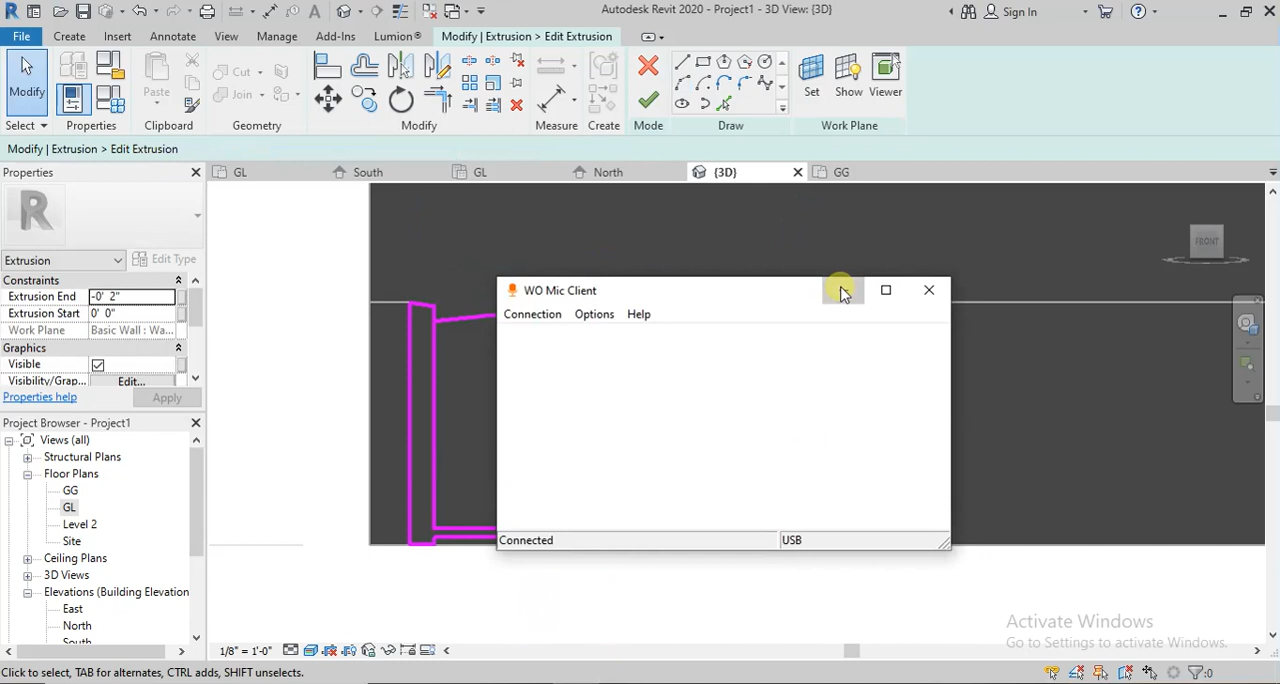 Autodesk Revit 2020 - Project1 - 3D View: {3D}
Sign In
File Create Insert Annotate View Manage Add-Ins Lumion® Modify | Extrusion > Edit Extrusion
Modify
Paste
Cut
Join
Set Show Viewer
Select Properties Clipboard Geometry Modify Measure Create Mode Draw Work Plane
Modify | Extrusion > Edit Extrusion
Properties
GL South GL North {3D} GG
R
Extrusion
Edit Type
Constraints
Extrusion End -0' 2"
Extrusion Start 0' 0"
Work Plane Basic Wall : Wa...
Graphics
Visible
Visibility/Grap... Edit...
Properties help
Apply
Project Browser - Project1
Views (all)
Structural Plans
Floor Plans
GG
GL
Level 2
Site
Ceiling Plans
3D Views
Elevations (Building Elevation
East
North
South
FRONT
WO Mic Client
Connection Options Help
Connected USB
Activate Windows
Go to Settings to activate Windows.
1/8" = 1'-0"
Click to select, TAB for alternates, CTRL adds, SHIFT unselects.
:0